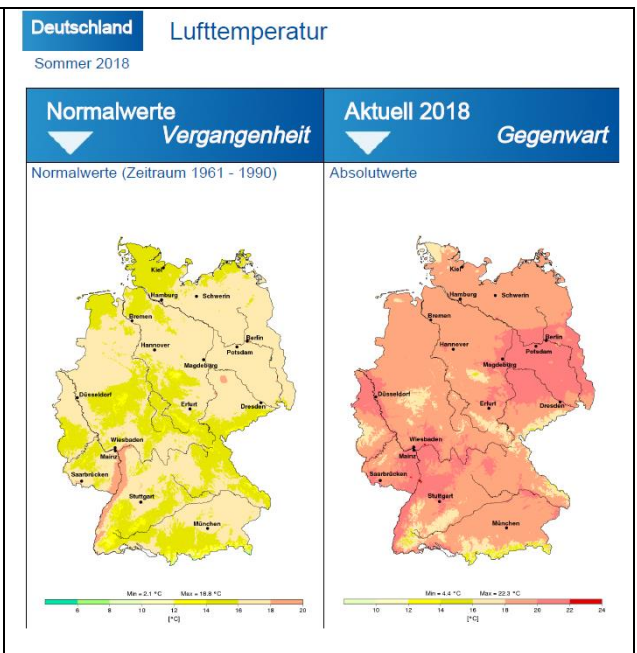 Deutschland
Lufttemperatur
Sommer 2018
Normalwerte
Vergangenheit
Aktuell 2018
Gegenwart
Normalwerte (Zeitraum 1961 - 1990)
Absolutwerte
Kiel
Hamburg
Schwerin
Bremen
Berlin
Hannover
Potsdam
Magdeburg
Düsseldorf
Erfurt
Dresden
Wiesbaden
Mainz
Saarbrücken
Stuttgart
München
Min = 2.1 °C Max = 18.8 °C
6 8 10 12 14 16 18 20
[°C]
Kiel
Hamburg
Schwerin
Bremen
Berlin
Hannover
Potsdam
Magdeburg
Düsseldorf
Erfurt
Dresden
Wiesbaden
Mainz
Saarbrücken
Stuttgart
München
Min = 4.4 °C Max = 22.3 °C
10 12 14 16 18 20 22 24
[°C]